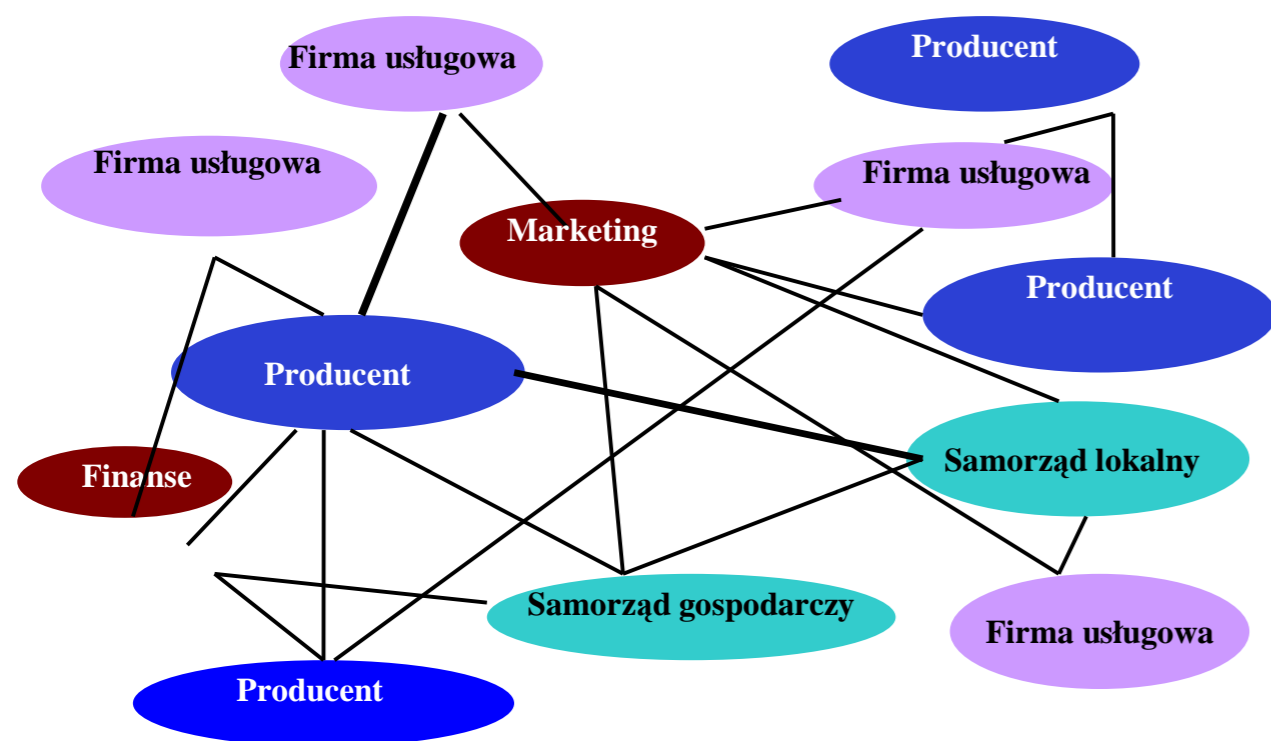 Firma usługowa
Producent
Firma usługowa
Firma usługowa
Marketing
Producent
Producent
Samorząd lokalny
Finanse
Samorząd gospodarczy
Firma usługowa
Producent